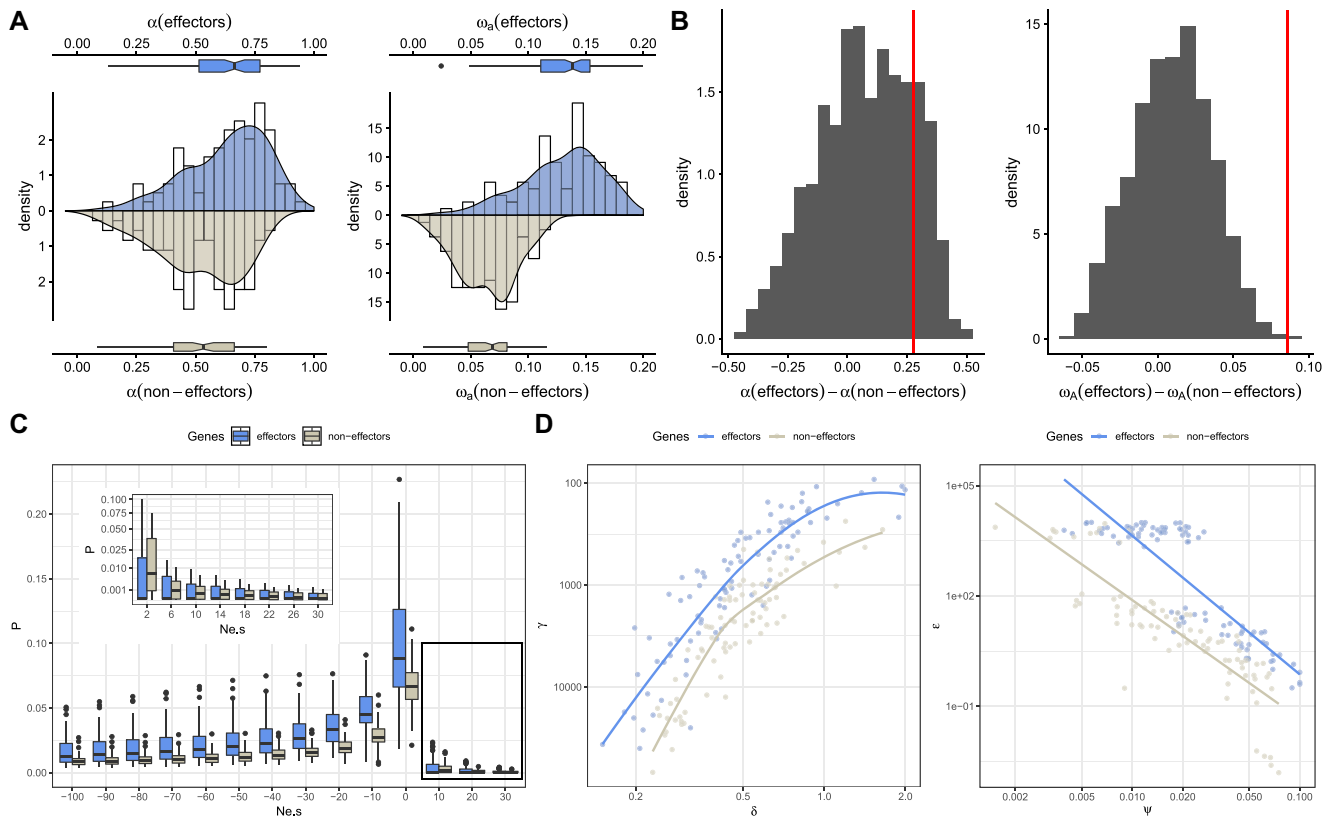 A
α(effectors)
0.00 0.25 0.50 0.75 1.00
density
2
1
0
1
2
0.00 0.25 0.50 0.75 1.00
α(non−effectors)
ωa(effectors)
0.00 0.05 0.10 0.15 0.20
density
15
10
5
0
5
10
15
0.00 0.05 0.10 0.15 0.20
ωa(non−effectors)
B
density
1.5
1.0
0.5
0.0
−0.50 −0.25 0.00 0.25 0.50
α(effectors) − α(non−effectors)
density
15
10
5
0
−0.05 0.00 0.05 0.10
ωA(effectors) − ωA(non−effectors)
C
Genes effectors non−effectors
P
0.20
0.15
0.10
0.05
0.00
−100 −90 −80 −70 −60 −50 −40 −30 −20 −10 0 10 20 30
Ne.s
P
0.100
0.075
0.050
0.025
0.010
0.001
2 6 10 14 18 22 26 30
Ne.s
D
Genes effectors non−effectors
γ
100
1000
10000
0.2 0.5 1.0 2.0
δ
Genes effectors non−effectors
ε
1e+05
1e+02
1e−01
0.002 0.005 0.010 0.020 0.050 0.100
ψ